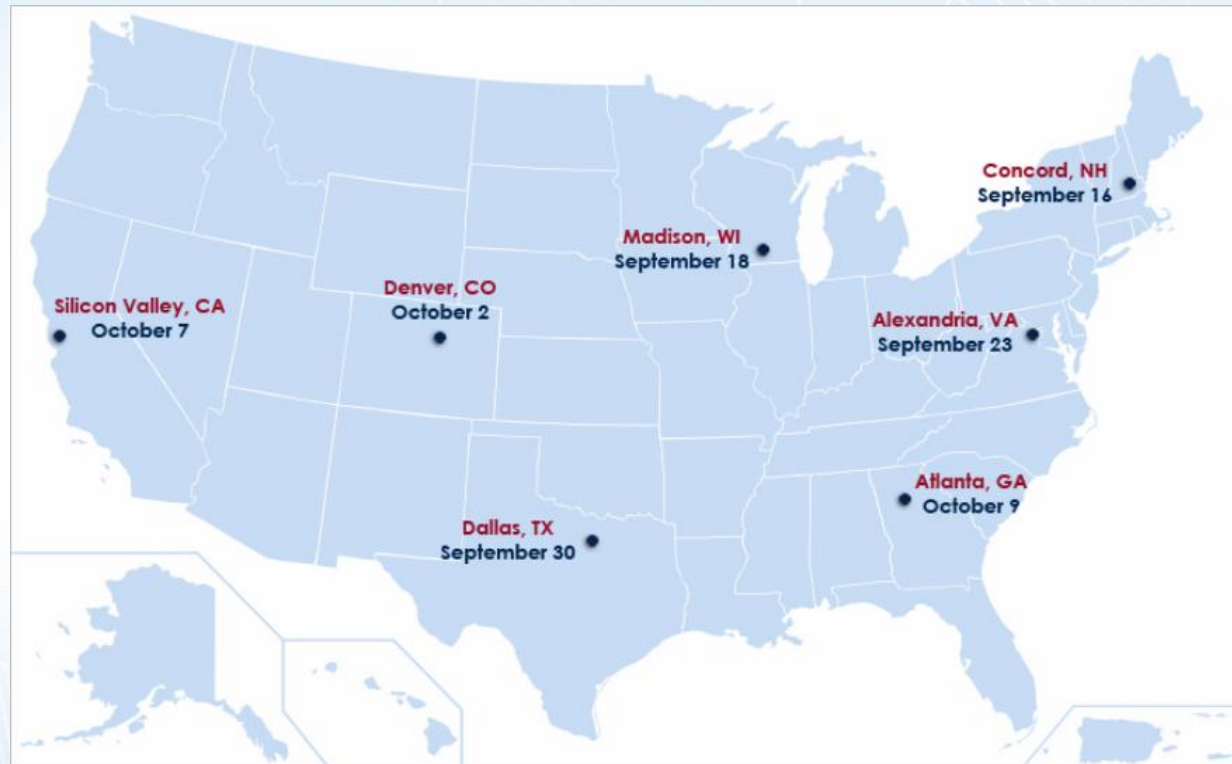 Concord, NH
September 16
Madison, WI
September 18
Denver, CO
October 2
Silicon Valley, CA
October 7
Alexandria, VA
September 23
Atlanta, GA
October 9
Dallas, TX
September 30